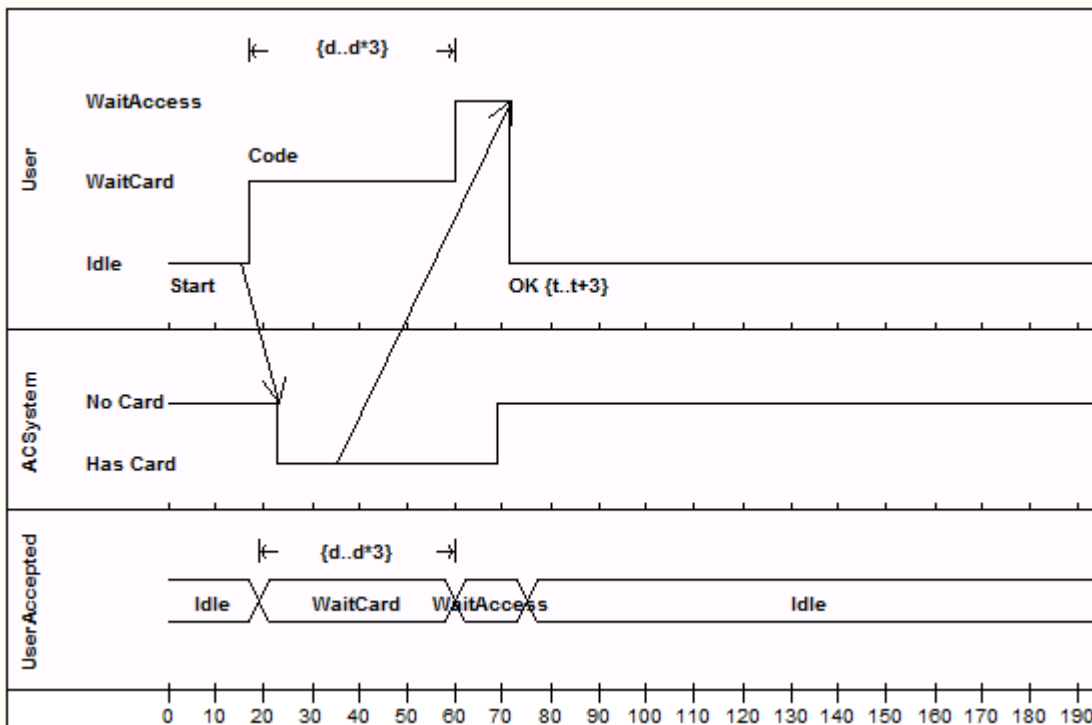 {d..d*3}
WaitAccess
Code
WaitCard
User
Idle
Start
OK {t..t+3}
No Card
ACSystem
Has Card
{d..d*3}
UserAccepted
Idle
WaitCard
WaitAccess
Idle
0 10 20 30 40 50 60 70 80 90 100 110 120 130 140 150 160 170 180 190